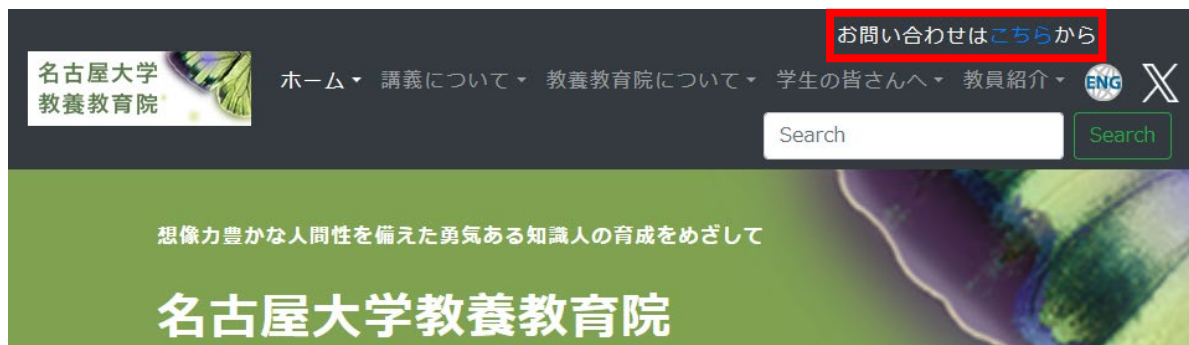 お問い合わせはこちらから
名古屋大学
教養教育院
ホーム 講義について 教養教育院について 学生の皆さんへ 教員紹介 ENG X
Search Search
想像力豊かな人間性を備えた勇気ある知識人の育成をめざして
名古屋大学教養教育院